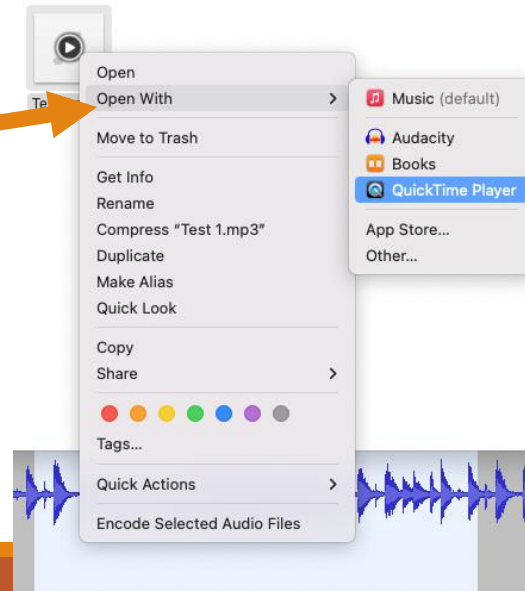 Open
Open With
Move to Trash
Get Info
Rename
Compress “Test 1.mp3”
Duplicate
Make Alias
Quick Look
Copy
Share
Tags...
Quick Actions
Encode Selected Audio Files
Music (default)
Audacity
Books
QuickTime Player
App Store...
Other...